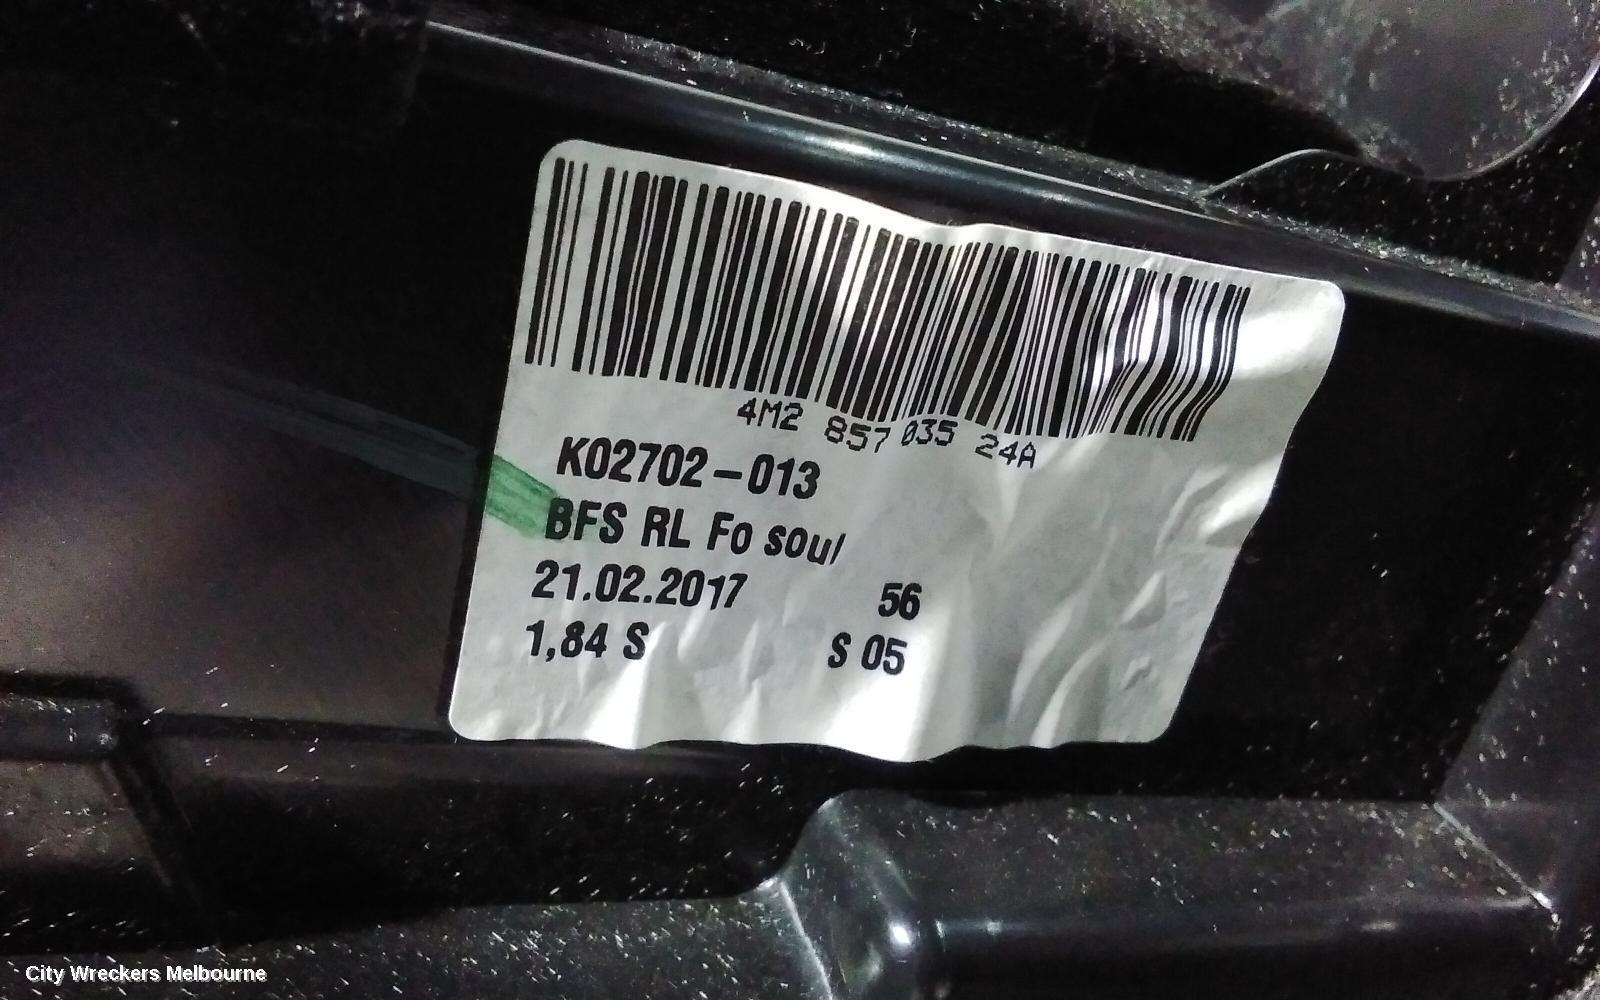 4M2 857 035 24A
K02702-013
BFS RL Fo soul
21.02.2017 56
1,84 S S 05
City Wreckers Melbourne